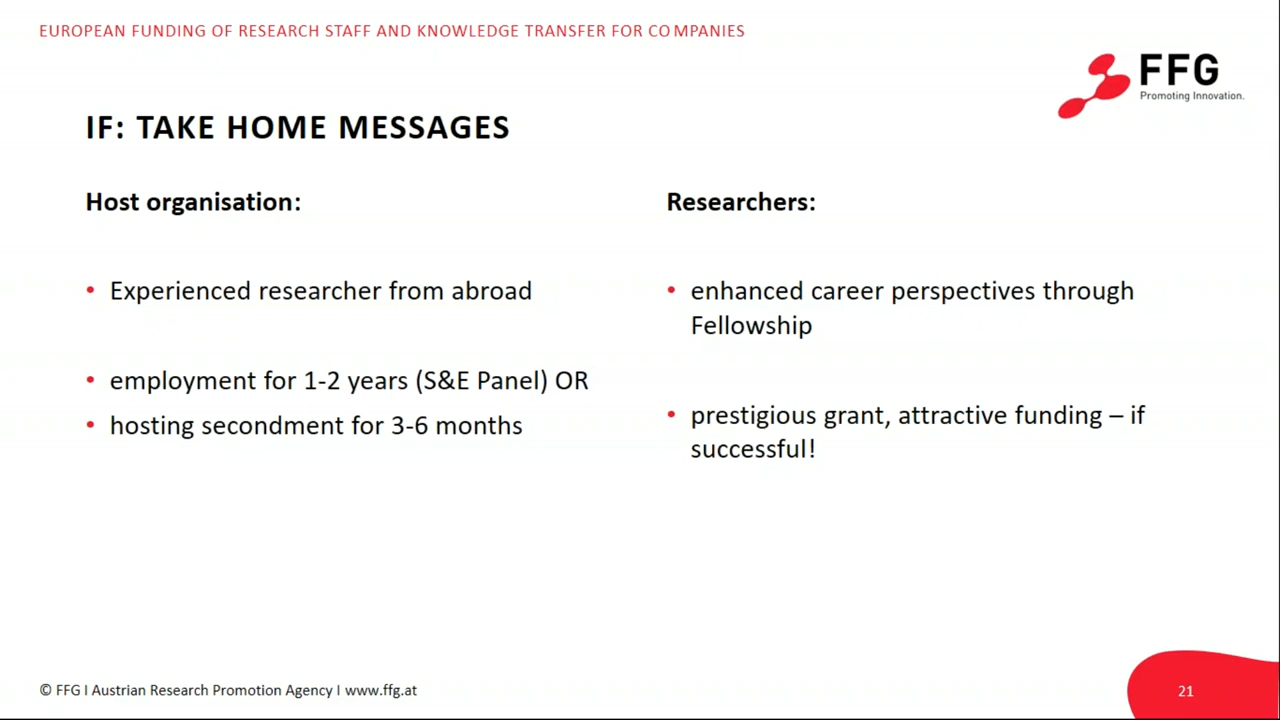 EUROPEAN FUNDING OF RESEARCH STAFF AND KNOWLEDGE TRANSFER FOR COMPANIES
FFG
Promoting Innovation.
IF: TAKE HOME MESSAGES
Host organisation:
• Experienced researcher from abroad
• employment for 1-2 years (S&E Panel) OR
• hosting secondment for 3-6 months
Researchers:
• enhanced career perspectives through
Fellowship
• prestigious grant, attractive funding – if
successful!
© FFG I Austrian Research Promotion Agency I www.ffg.at
21